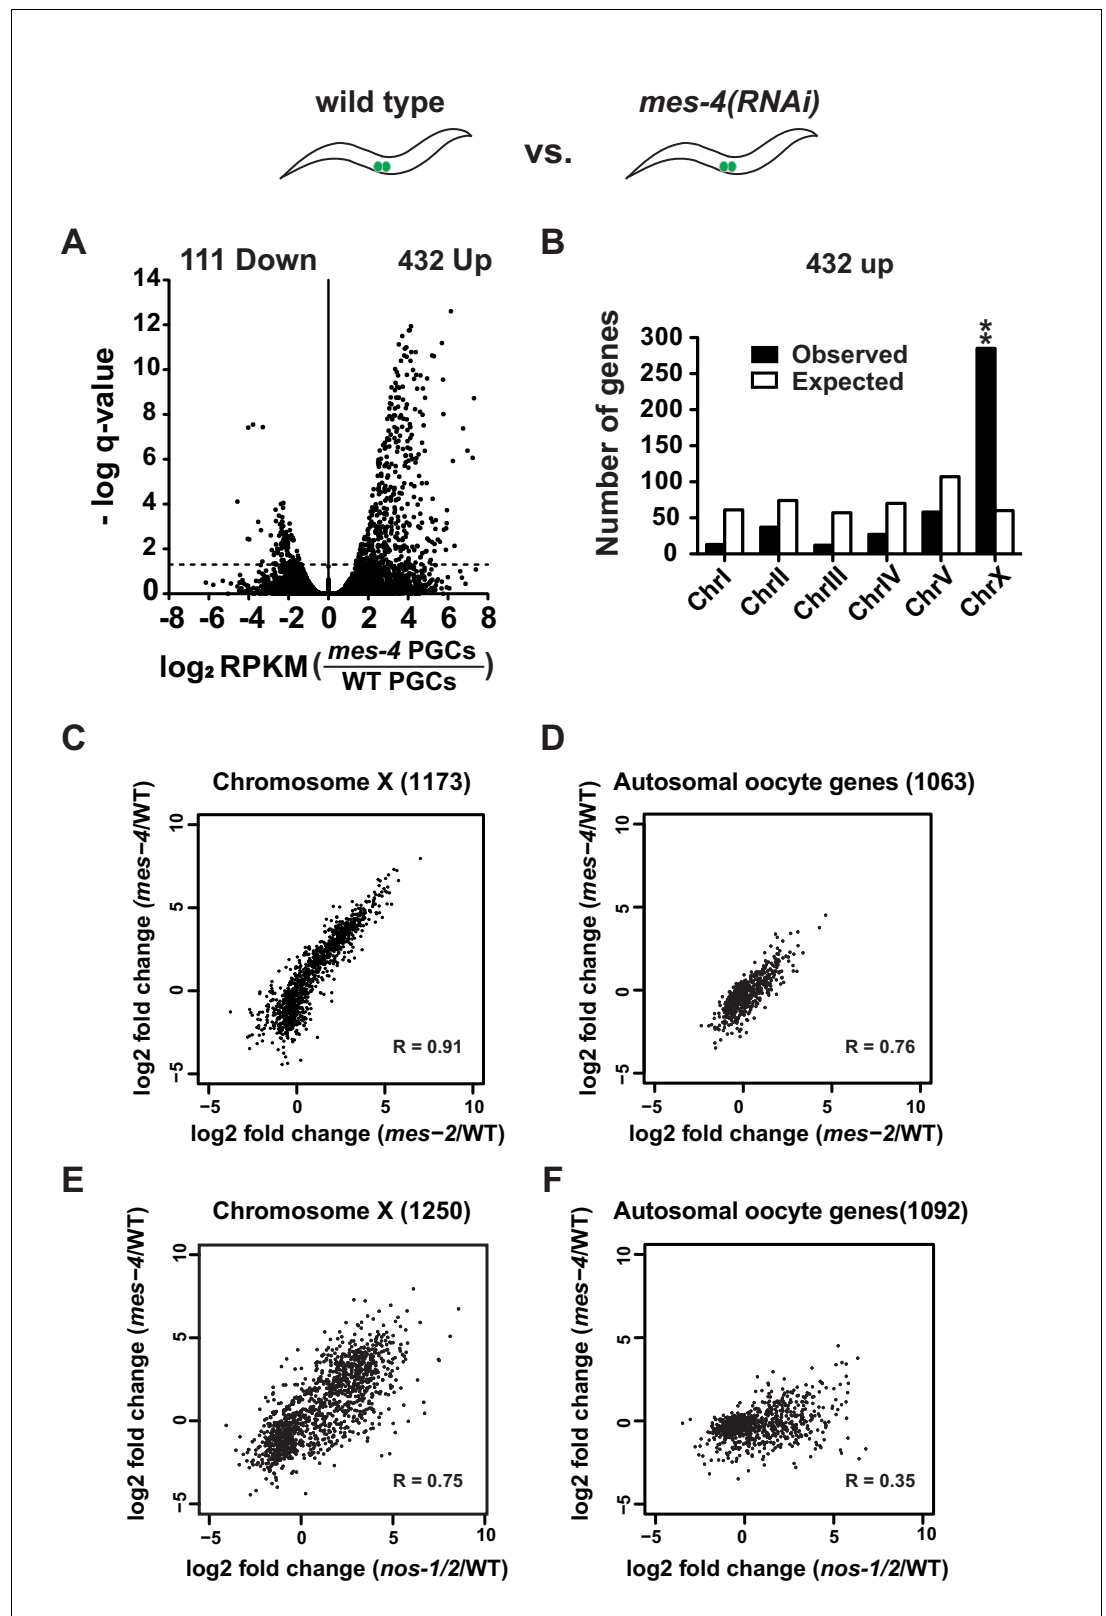 wild type
vs.
mes-4(RNAi)
A
111 Down
432 Up
14
12
10
8
6
4
2
0
- log q-value
-8 -6 -4 -2 0 2 4 6 8
log₂ RPKM ( mes-4 PGCs
WT PGCs )
B
432 up
300
250
200
150
100
50
0
Number of genes
Observed
Expected
**
ChrI ChrII ChrIII ChrIV ChrV ChrX
C
Chromosome X (1173)
log2 fold change (mes−4/WT)
10
5
0
−5
R = 0.91
−5 0 5 10
log2 fold change (mes−2/WT)
D
Autosomal oocyte genes (1063)
log2 fold change (mes−4/WT)
10
5
0
−5
R = 0.76
−5 0 5 10
log2 fold change (mes−2/WT)
E
Chromosome X (1250)
log2 fold change (mes−4/WT)
10
5
0
−5
R = 0.75
−5 0 5 10
log2 fold change (nos-1/2/WT)
F
Autosomal oocyte genes(1092)
log2 fold change (mes−4/WT)
10
5
0
−5
R = 0.35
−5 0 5 10
log2 fold change (nos-1/2/WT)